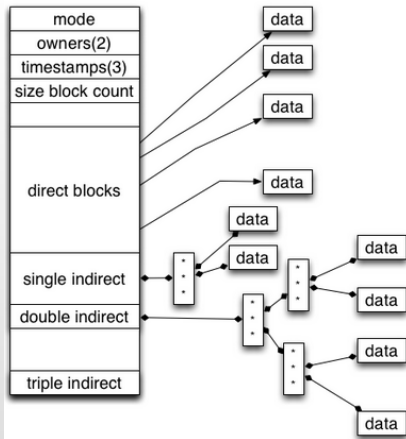 mode
owners(2)
timestamps(3)
size block count
direct blocks
single indirect
double indirect
triple indirect
data
data
data
data
data
data
* * *
* * *
* * *
* * *
data
data
data
data